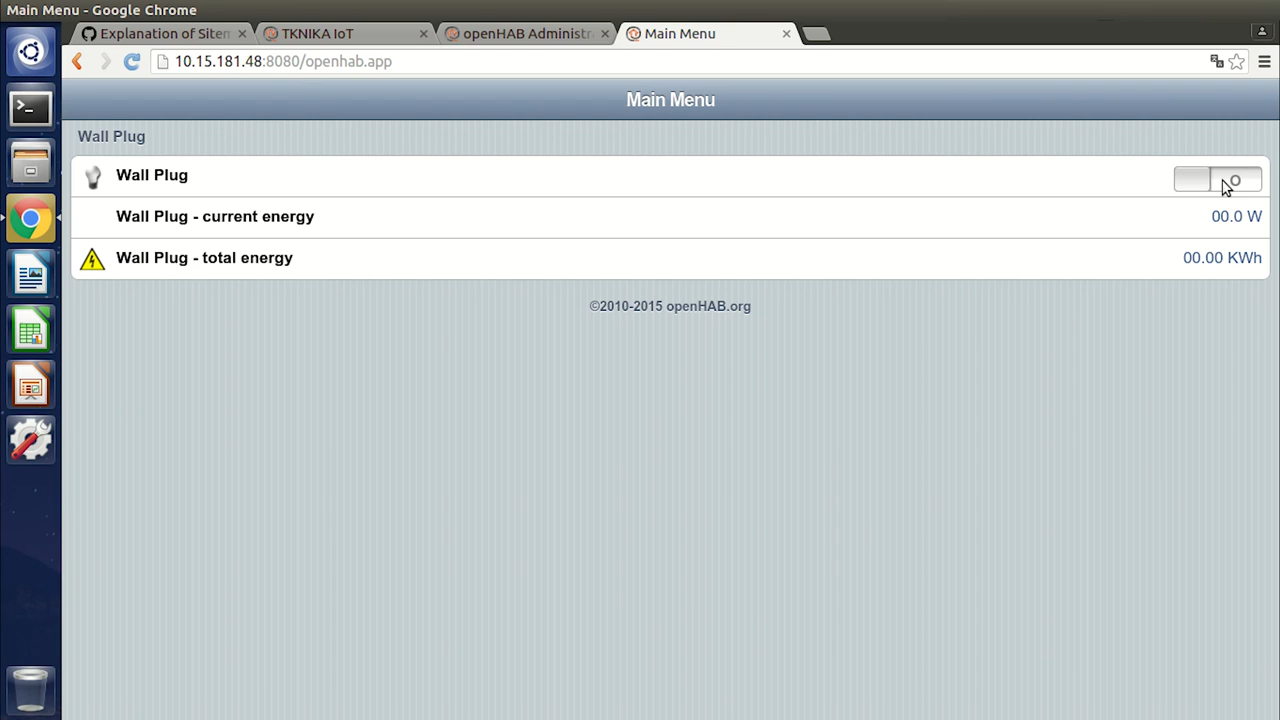 Main Menu - Google Chrome
Explanation of Sitem
TKNIKA IoT
openHAB Administr
Main Menu
10.15.181.48:8080/openhab.app
Main Menu
Wall Plug
Wall Plug
Wall Plug - current energy
00.0 W
Wall Plug - total energy
00.00 KWh
©2010-2015 openHAB.org